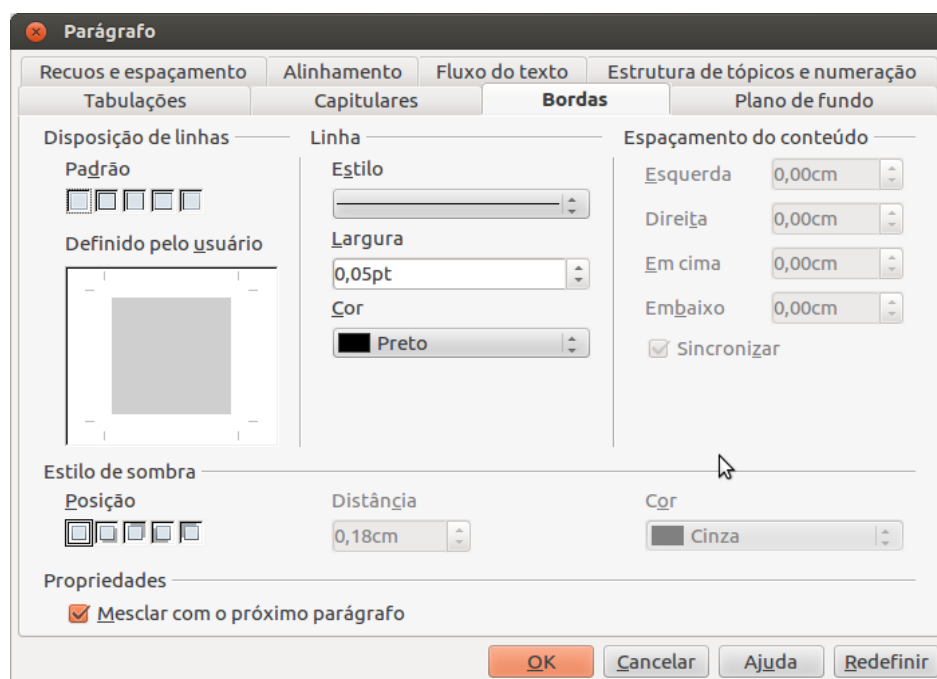 Parágrafo
Recuos e espaçamento Alinhamento Fluxo do texto Estrutura de tópicos e numeração
Tabulações Capitulares Bordas Plano de fundo
Disposição de linhas Linha Espaçamento do conteúdo
Padrão Estilo Esquerda 0,00cm
Direita 0,00cm
Definido pelo usuário Largura
0,05pt Em cima 0,00cm
Cor Embaixo 0,00cm
Preto Sincronizar
Estilo de sombra
Posição Distância Cor
0,18cm Cinza
Propriedades
Mesclar com o próximo parágrafo
OK Cancelar Ajuda Redefinir